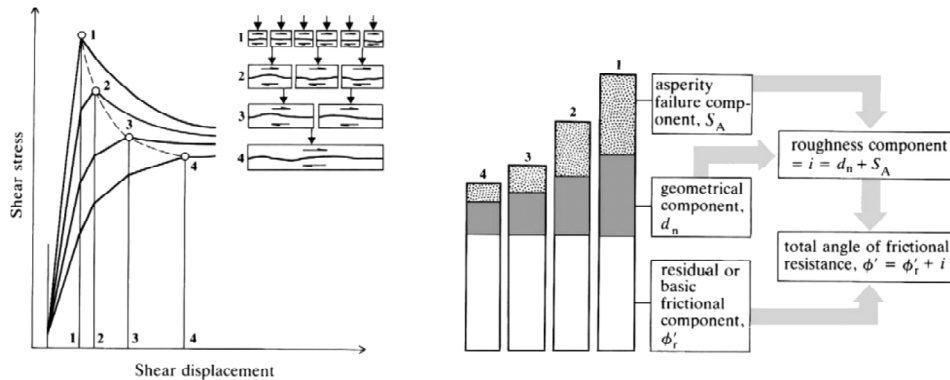 Shear stress
Shear displacement
1
2
3
4
1
2
3
4
1
2
3
4
4
3
2
1
asperity
failure com-
ponent, S_A
geometrical
component,
d_n
residual or
basic
frictional
component,
ϕ′_r
roughness component
= i = d_n + S_A
total angle of frictional
resistance, ϕ′ = ϕ′_r + i